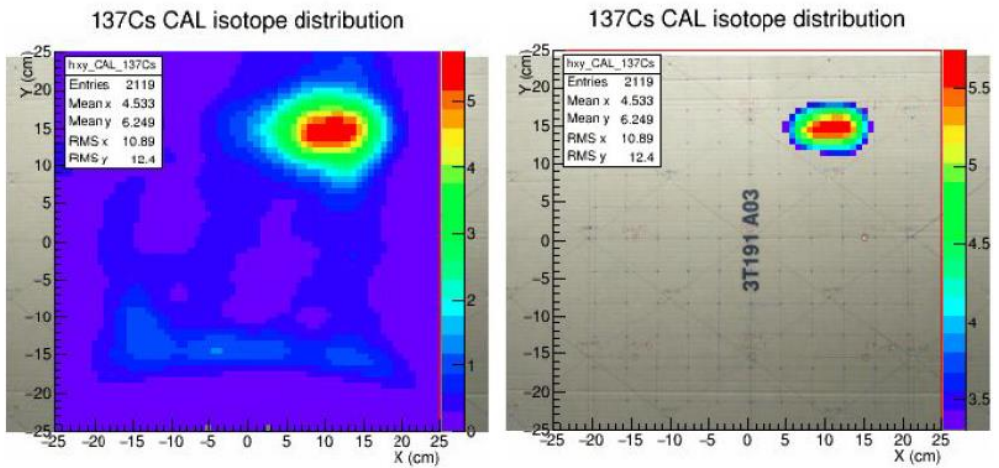 137Cs CAL isotope distribution
Y (cm)
25
20
15
10
5
0
−5
−10
−15
−20
−25
hxy_CAL_137Cs
Entries 2119
Mean x 4.533
Mean y 6.249
RMS x 10.89
RMS y 12.4
5
4
3
2
1
0
−25 −20 −15 −10 −5 0 5 10 15 20 25
X (cm)
137Cs CAL isotope distribution
Y (cm)
25
20
15
10
5
0
−5
−10
−15
−20
−25
hxy_CAL_137Cs
Entries 2119
Mean x 4.533
Mean y 6.249
RMS x 10.89
RMS y 12.4
3T191 A03
5.5
5
4.5
4
3.5
−25 −20 −15 −10 −5 0 5 10 15 20 25
X (cm)